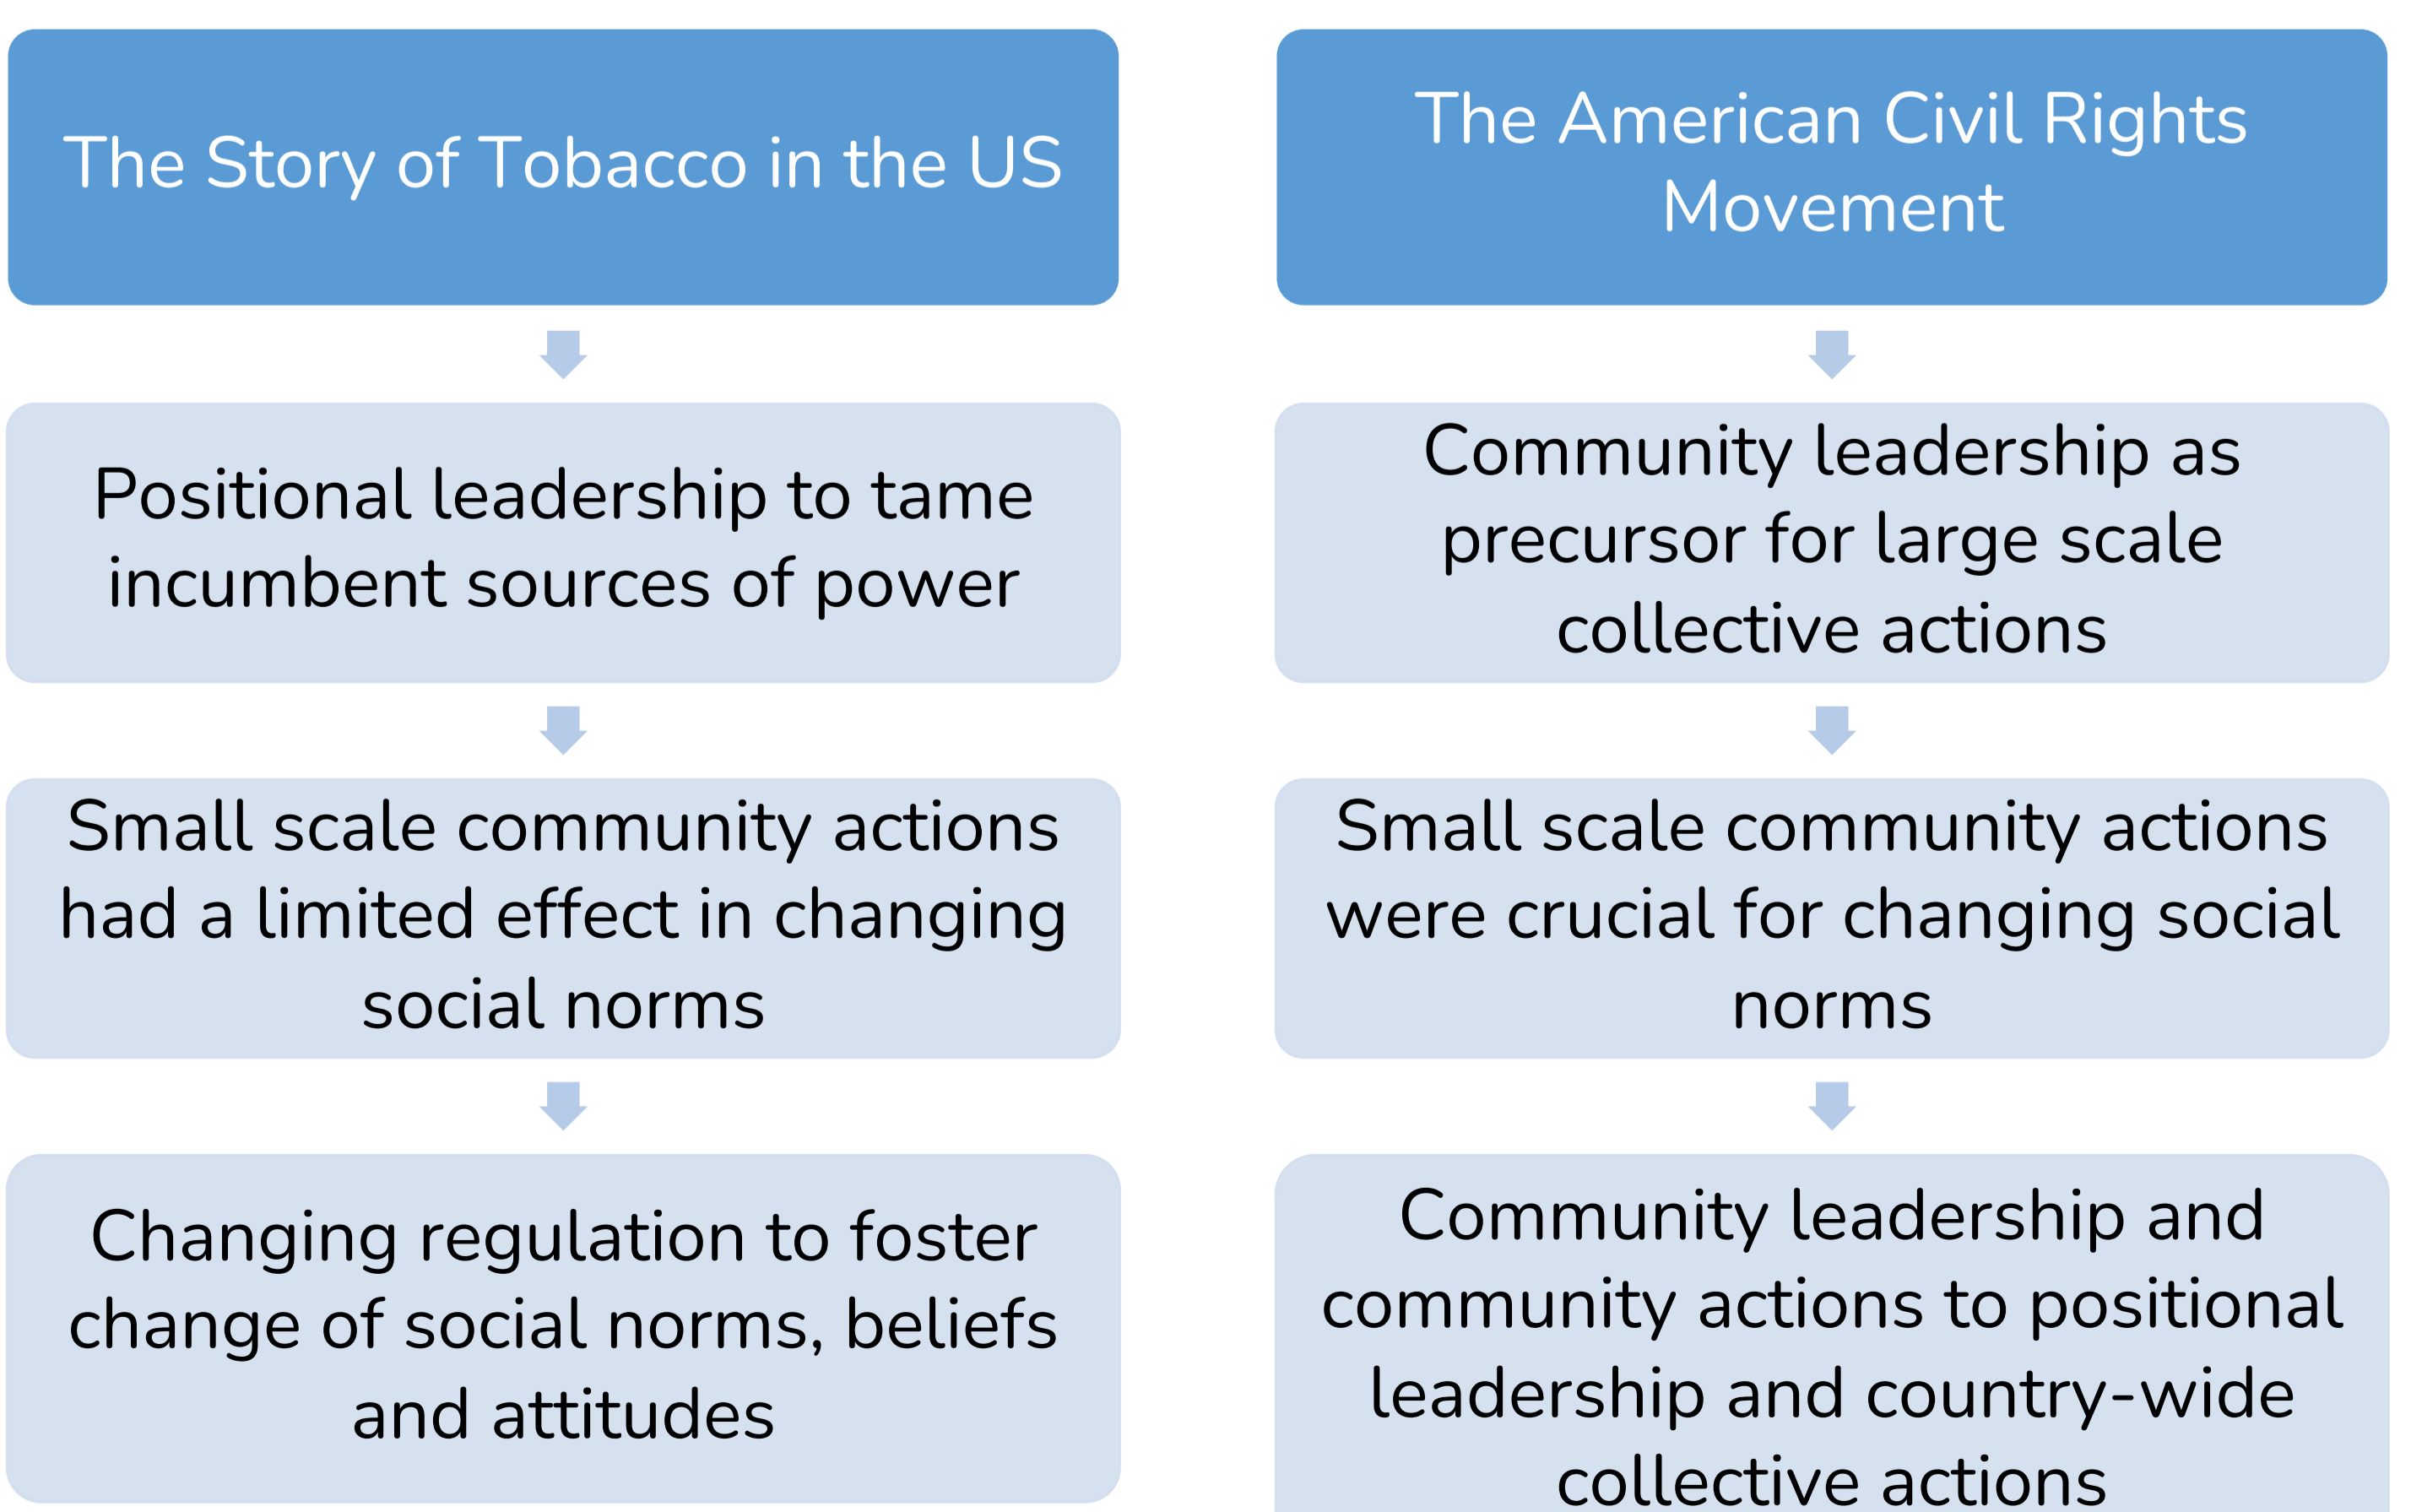 The Story of Tobacco in the US
Positional leadership to tame
incumbent sources of power
Small scale community actions
had a limited effect in changing
social norms
Changing regulation to foster
change of social norms, beliefs
and attitudes
The American Civil Rights
Movement
Community leadership as
precursor for large scale
collective actions
Small scale community actions
were crucial for changing social
norms
Community leadership and
community actions to positional
leadership and country-wide
collective actions